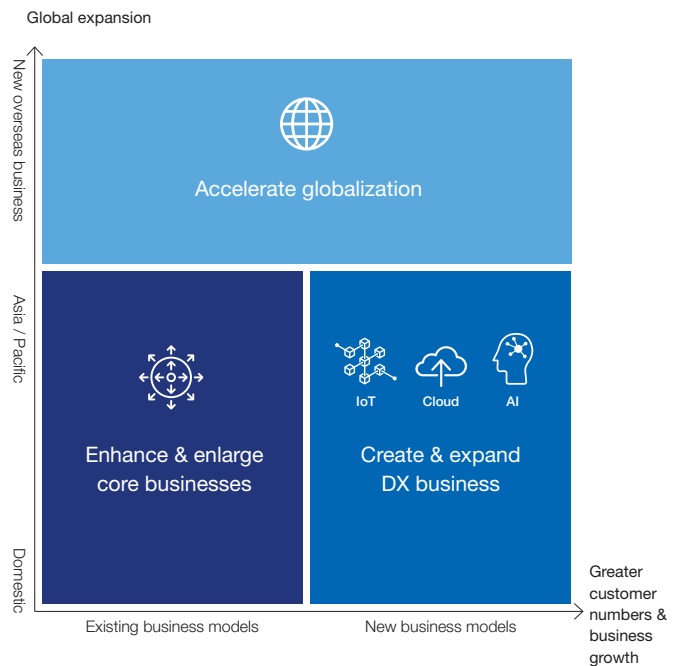 Global expansion
New overseas business
Accelerate globalization
Asia / Pacific
IoT
Cloud
AI
Enhance & enlarge
core businesses
Create & expand
DX business
Domestic
Existing business models
New business models
Greater
customer
numbers &
business
growth